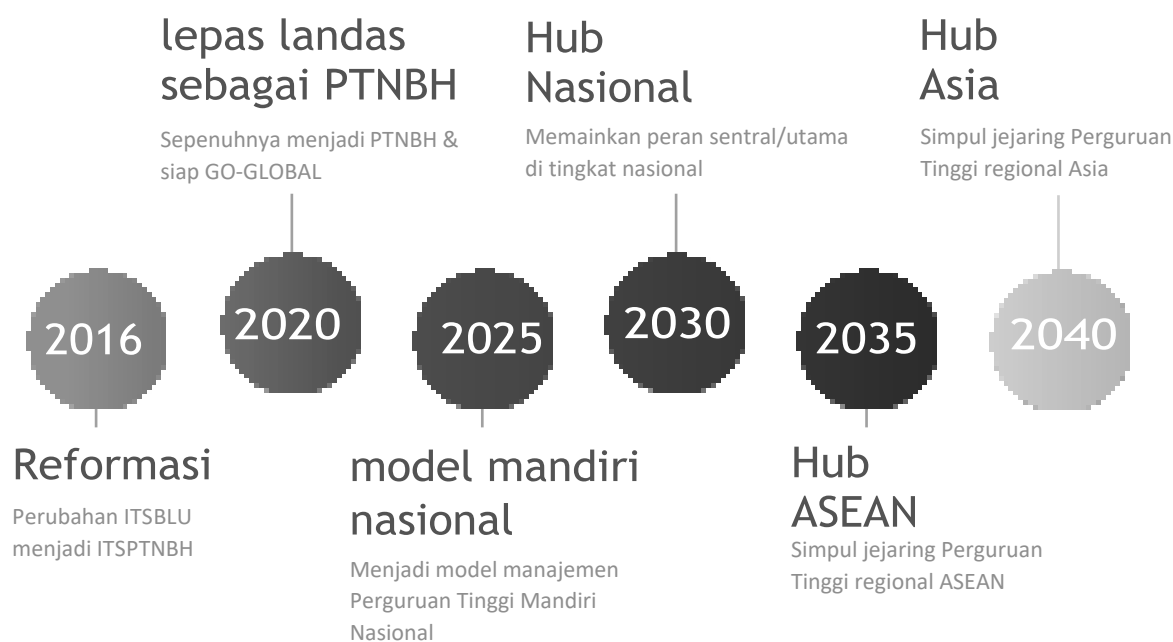 lepas landas
sebagai PTNBH
Sepenuhnya menjadi PTNBH &
siap GO-GLOBAL
Hub
Nasional
Memainkan peran sentral/utama
di tingkat nasional
Hub
Asia
Simpul jejaring Perguruan
Tinggi regional Asia
2016
2020
2025
2030
2035
2040
Reformasi
Perubahan ITSBLU
menjadi ITSPTNBH
model mandiri
nasional
Menjadi model manajemen
Perguruan Tinggi Mandiri
Nasional
Hub
ASEAN
Simpul jejaring Perguruan
Tinggi regional ASEAN